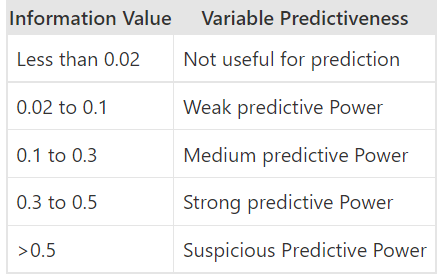 Information Value Variable Predictiveness
Less than 0.02 Not useful for prediction
0.02 to 0.1 Weak predictive Power
0.1 to 0.3 Medium predictive Power
0.3 to 0.5 Strong predictive Power
>0.5 Suspicious Predictive Power